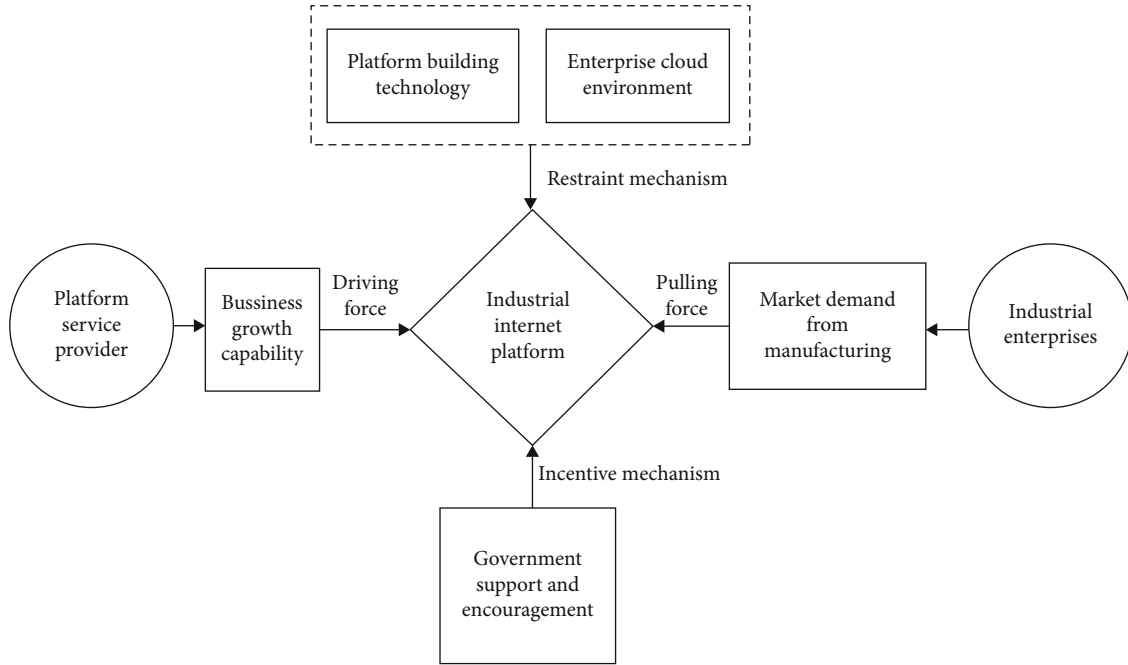 Platform building
technology
Enterprise cloud
environment
Restraint mechanism
Platform
service
provider
Bussiness
growth
capability
Driving
force
Industrial
internet
platform
Pulling
force
Market demand
from
manufacturing
Industrial
enterprises
Incentive mechanism
Government
support and
encouragement